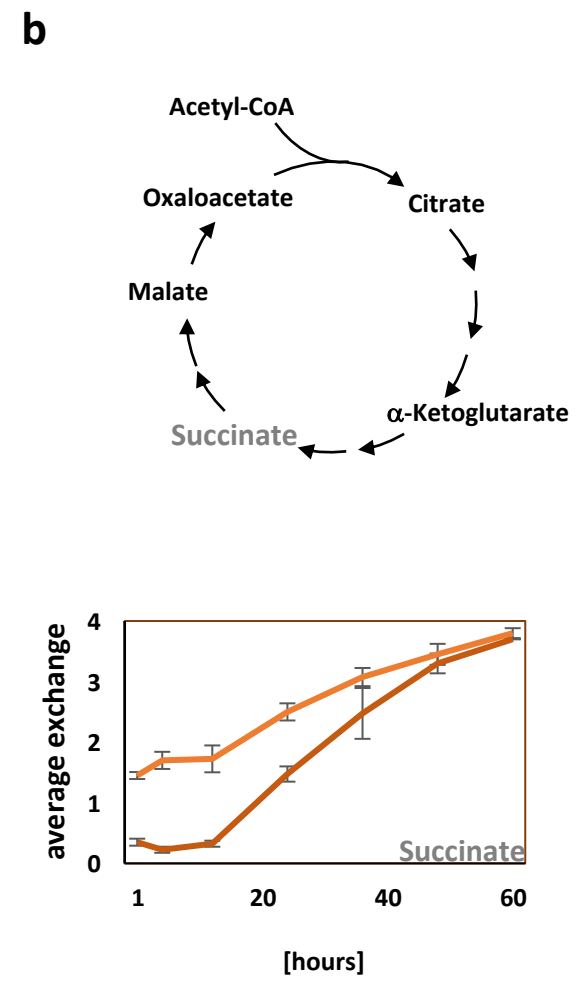 b
Acetyl-CoA
Oxaloacetate
Citrate
Malate
α-Ketoglutarate
Succinate
average exchange
4
3
2
1
0
Succinate
1 20 40 60
[hours]